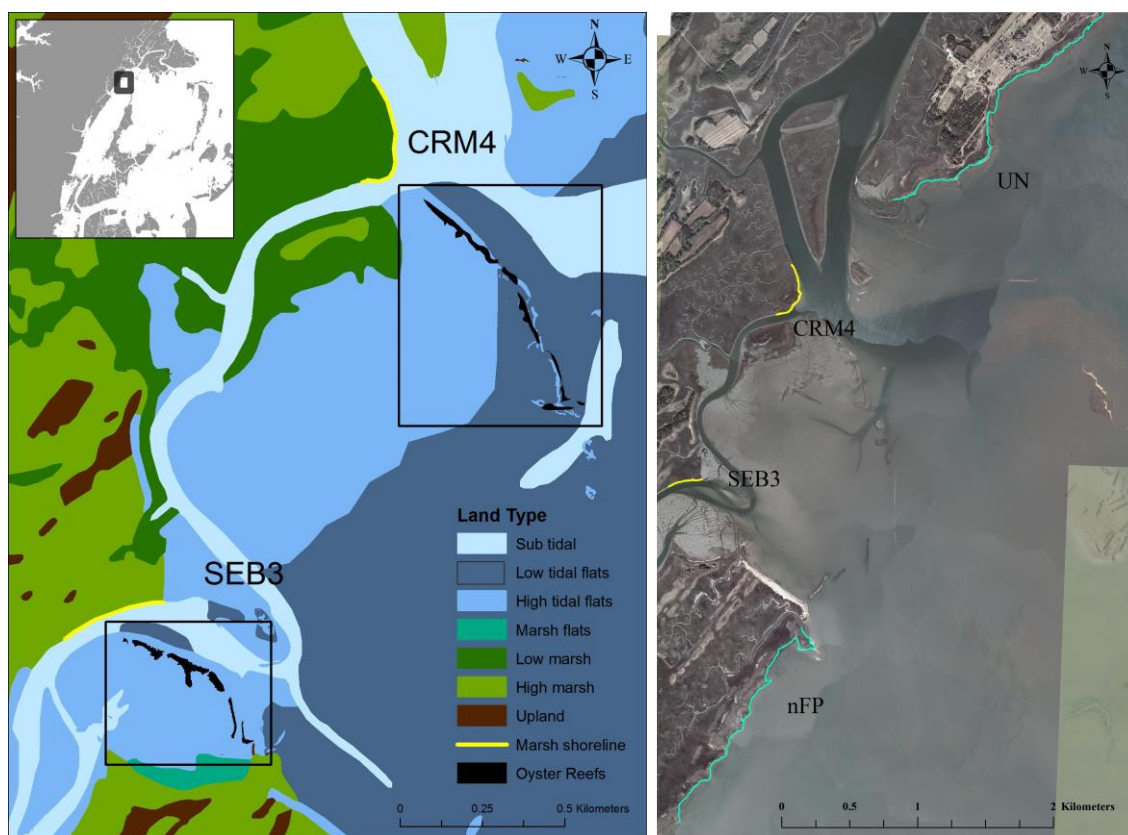 N
W E
S
CRM4
SEB3
Land Type
Sub tidal
Low tidal flats
High tidal flats
Marsh flats
Low marsh
High marsh
Upland
Marsh shoreline
Oyster Reefs
0 0.25 0.5 Kilometers
N
W E
S
UN
CRM4
SEB3
nFP
0 0.5 1 2 Kilometers